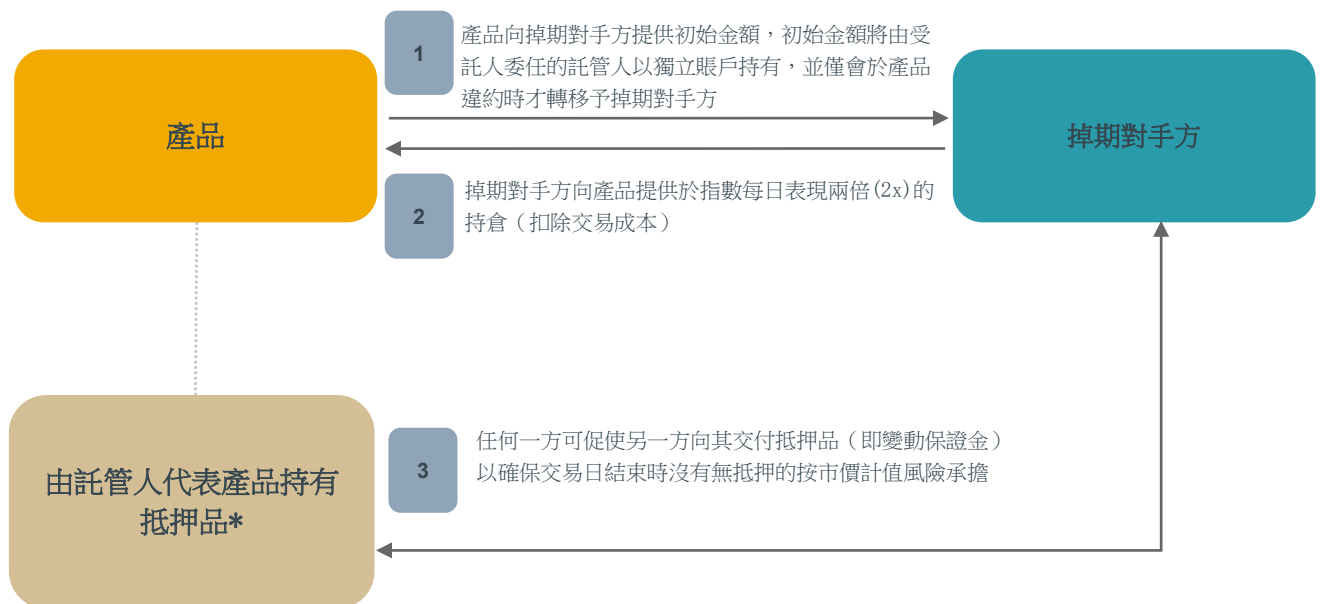 1
產品向掉期對手方提供初始金額，初始金額將由受
託人委任的託管人以獨立賬戶持有，並僅會於產品
違約時才轉移予掉期對手方
產品
掉期對手方
2
掉期對手方向產品提供於指數每日表現兩倍(2x)的
持倉（扣除交易成本）
由託管人代表產品持有
抵押品*
3
任何一方可促使另一方向其交付抵押品（即變動保證金）
以確保交易日結束時沒有無抵押的按市價計值風險承擔